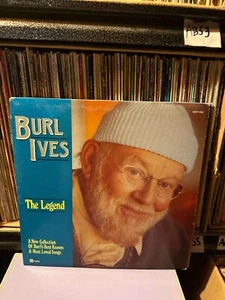 BURL
IVES
The Legend
A New Collection
Of Burl's Best Known
& Most Loved Songs